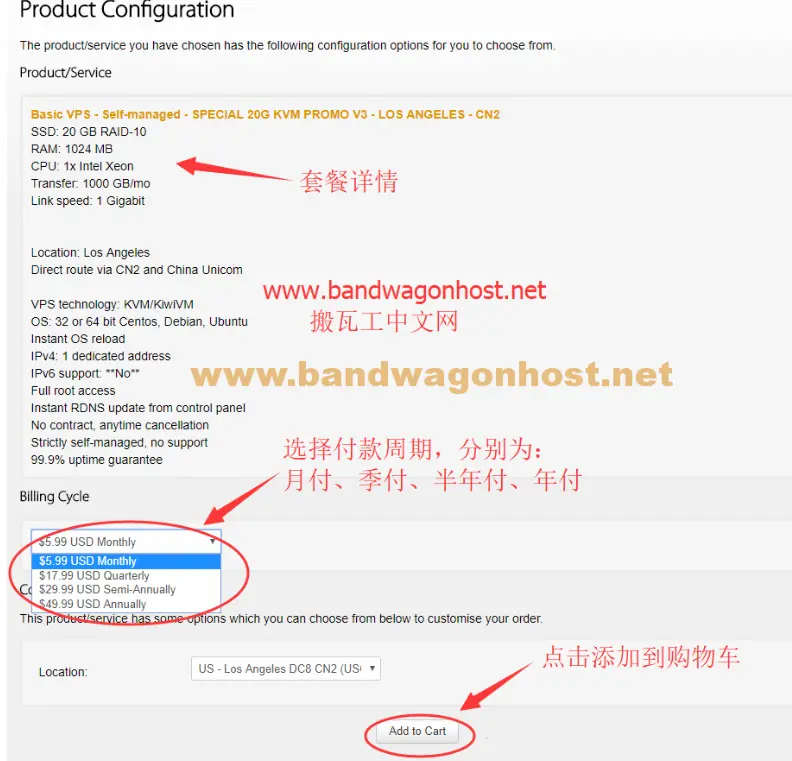 Product Configuration
The product/service you have chosen has the following configuration options for you to choose from.
Product/Service
Basic VPS - Self-managed - SPECIAL 20G KVM PROMO V3 - LOS ANGELES - CN2
SSD: 20 GB RAID-10
RAM: 1024 MB
CPU: 1x Intel Xeon
Transfer: 1000 GB/mo
套餐详情
Link speed: 1 Gigabit
Location: Los Angeles
Direct route via CN2 and China Unicom
www.bandwagonhost.net
VPS technology: KVM/KiwiVM
OS: 32 or 64 bit Centos, Debian, Ubuntu
搬瓦工中文网
Instant OS reload
IPv4: 1 dedicated address
IPv6 support: **No**
www.bandwagonhost.net
Full root access
Instant RDNS update from control panel
No contract, anytime cancellation
Strictly self-managed, no support
99.9% uptime guarantee
选择付款周期，分别为：
月付、季付、半年付、年付
Billing Cycle
$5.99 USD Monthly
$5.99 USD Monthly
$17.99 USD Quarterly
$29.99 USD Semi-Annually
$49.99 USD Annually
This product/service has some options which you can choose from below to customise your order.
点击添加到购物车
Location:
US - Los Angeles DC8 CN2 (US
Add to Cart